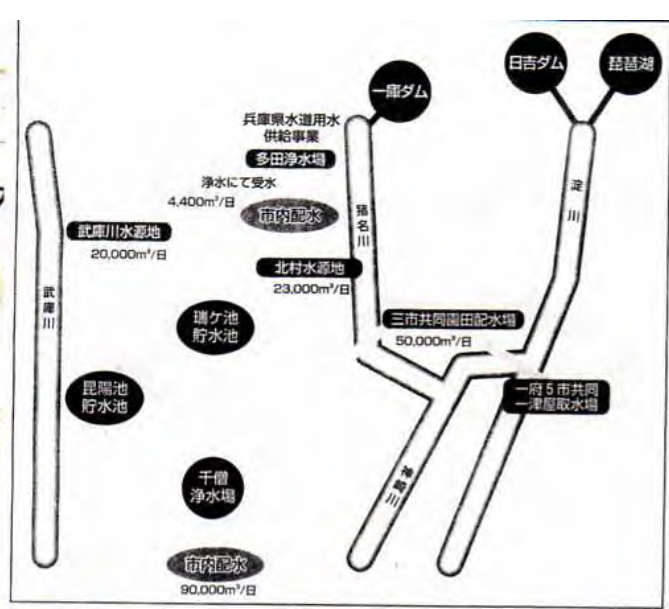 日吉ダム
琵琶湖
一庫ダム
兵庫県水道用水
供給事業
多田浄水場
浄水にて受水
4,400m³/日
市内配水
猪名川
淀川
武庫川水源地
20,000m³/日
北村水源地
23,000m³/日
武庫川
瑞ケ池
貯水池
三市共同園田配水場
50,000m³/日
昆陽池
貯水池
一府5市共同
一津屋取水場
千僧
浄水場
神崎川
市内配水
90,000m³/日